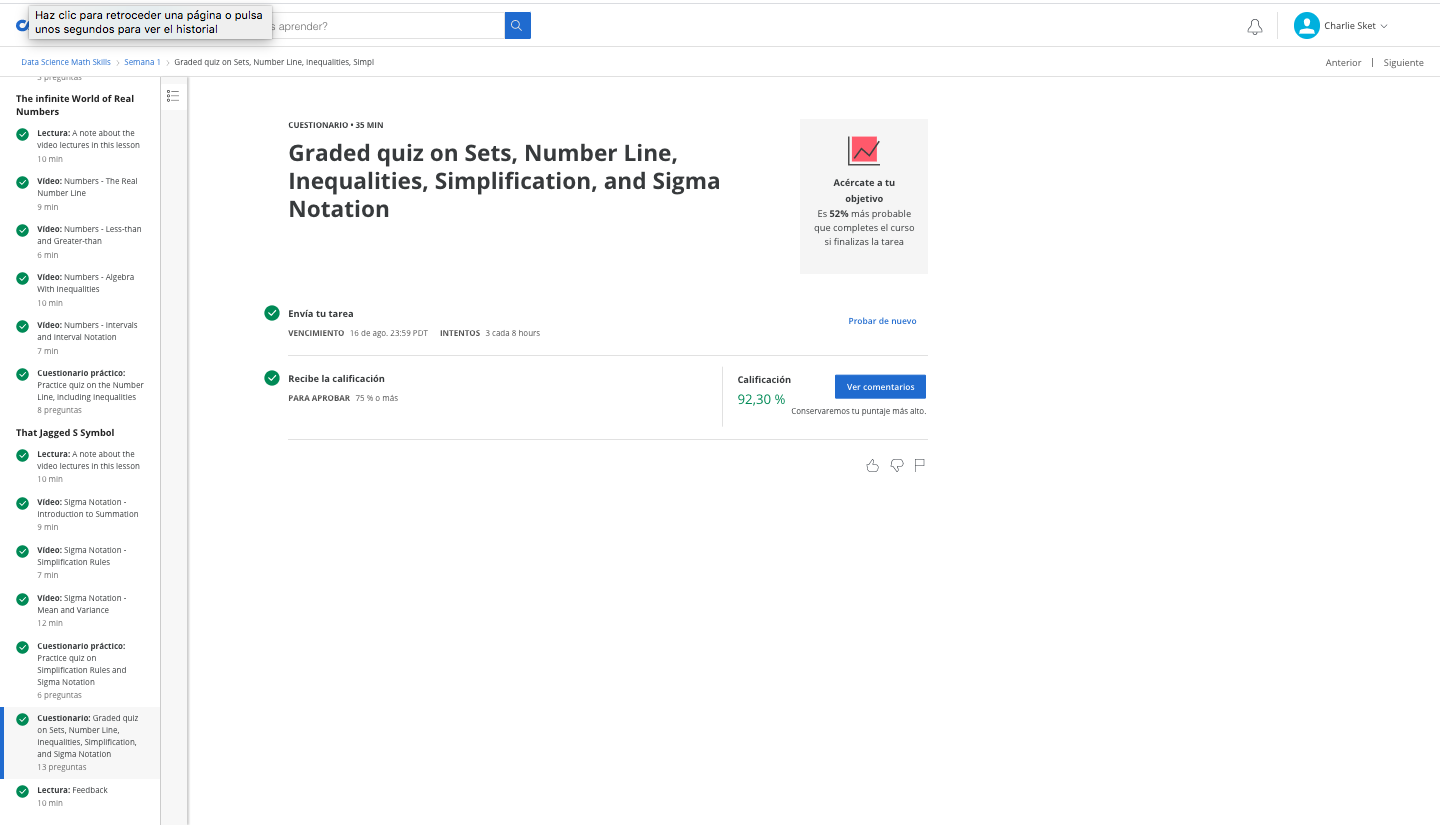 Haz clic para retroceder una página o pulsa
unos segundos para ver el historial
aprender?
Charlie Sket
Data Science Math Skills
Semana 1
Graded quiz on Sets, Number Line, Inequalities, Simpl
Anterior | Siguiente
preguntas
The infinite World of Real
Numbers
Lectura: A note about the
video lectures in this lesson
10 min
Vídeo: Numbers - The Real
Number Line
9 min
Vídeo: Numbers - Less-than
and Greater-than
6 min
Vídeo: Numbers - Algebra
With Inequalities
10 min
Vídeo: Numbers - Intervals
and Interval Notation
7 min
Cuestionario práctico:
Practice quiz on the Number
Line, including Inequalities
8 preguntas
That Jagged S Symbol
Lectura: A note about the
video lectures in this lesson
10 min
Vídeo: Sigma Notation -
Introduction to Summation
9 min
Vídeo: Sigma Notation -
Simplification Rules
7 min
Vídeo: Sigma Notation -
Mean and Variance
12 min
Cuestionario práctico:
Practice quiz on
Simplification Rules and
Sigma Notation
6 preguntas
Cuestionario: Graded quiz
on Sets, Number Line,
Inequalities, Simplification,
and Sigma Notation
13 preguntas
Lectura: Feedback
10 min
CUESTIONARIO • 35 MIN
Graded quiz on Sets, Number Line,
Inequalities, Simplification, and Sigma
Notation
Acércate a tu
objetivo
Es 52% más probable
que completes el curso
si finalizas la tarea
Envía tu tarea
VENCIMIENTO 16 de ago. 23:59 PDT INTENTOS 3 cada 8 hours
Probar de nuevo
Recibe la calificación
PARA APROBAR 75 % o más
Calificación
92,30 %
Ver comentarios
Conservaremos tu puntaje más alto.